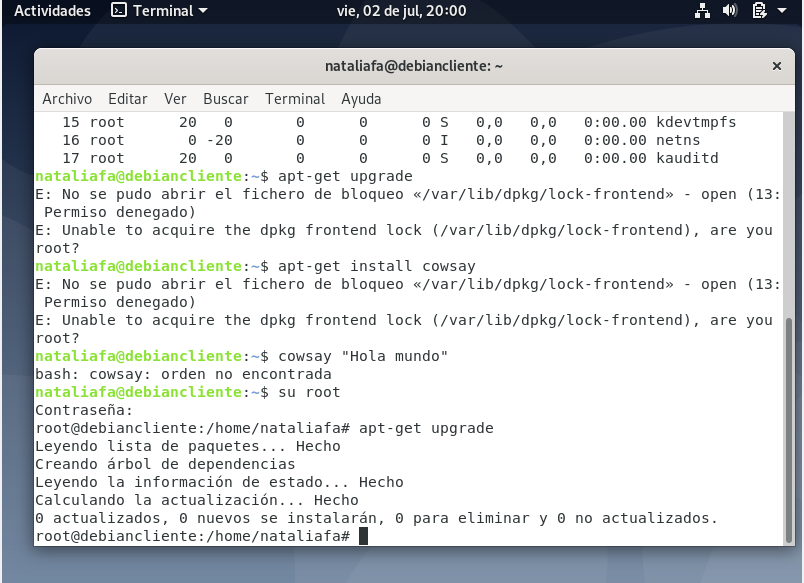 Actividades Terminal vie, 02 de jul, 20:00
nataliafa@debiancliente: ~ ×
Archivo Editar Ver Buscar Terminal Ayuda
15 root 20 0 0 0 0 S 0,0 0,0 0:00.00 kdevtmpfs
16 root 0 -20 0 0 0 I 0,0 0,0 0:00.00 netns
17 root 20 0 0 0 0 S 0,0 0,0 0:00.00 kauditd
nataliafa@debiancliente:~$ apt-get upgrade
E: No se pudo abrir el fichero de bloqueo «/var/lib/dpkg/lock-frontend» - open (13:
Permiso denegado)
E: Unable to acquire the dpkg frontend lock (/var/lib/dpkg/lock-frontend), are you
root?
nataliafa@debiancliente:~$ apt-get install cowsay
E: No se pudo abrir el fichero de bloqueo «/var/lib/dpkg/lock-frontend» - open (13:
Permiso denegado)
E: Unable to acquire the dpkg frontend lock (/var/lib/dpkg/lock-frontend), are you
root?
nataliafa@debiancliente:~$ cowsay "Hola mundo"
bash: cowsay: orden no encontrada
nataliafa@debiancliente:~$ su root
Contraseña:
root@debiancliente:/home/nataliafa# apt-get upgrade
Leyendo lista de paquetes... Hecho
Creando árbol de dependencias
Leyendo la información de estado... Hecho
Calculando la actualización... Hecho
0 actualizados, 0 nuevos se instalarán, 0 para eliminar y 0 no actualizados.
root@debiancliente:/home/nataliafa#